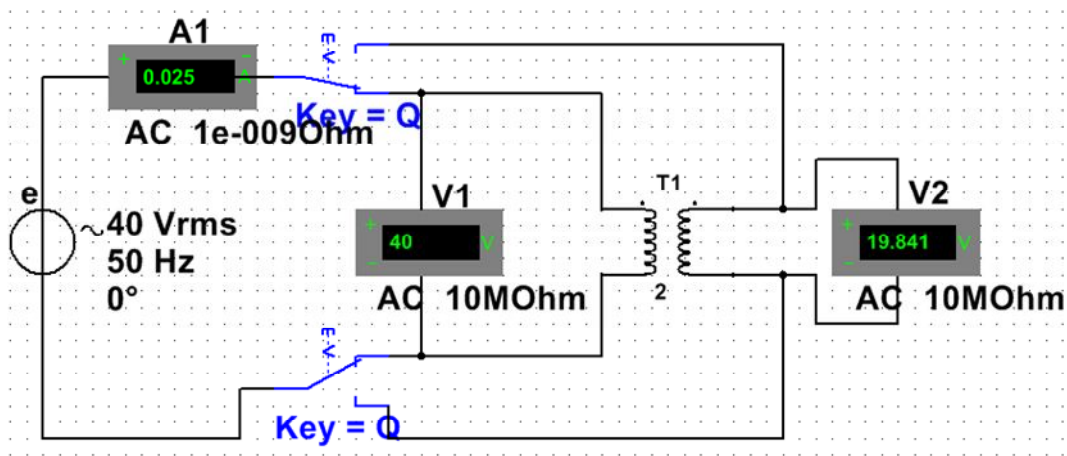 A1
+
−
0.025
A
AC 1e-009Ohm
Key = Q
e
~
40 Vrms
50 Hz
0°
V1
+
−
40
V
AC 10MOhm
T1
2
V2
+
−
19.841
V
AC 10MOhm
Key = Q